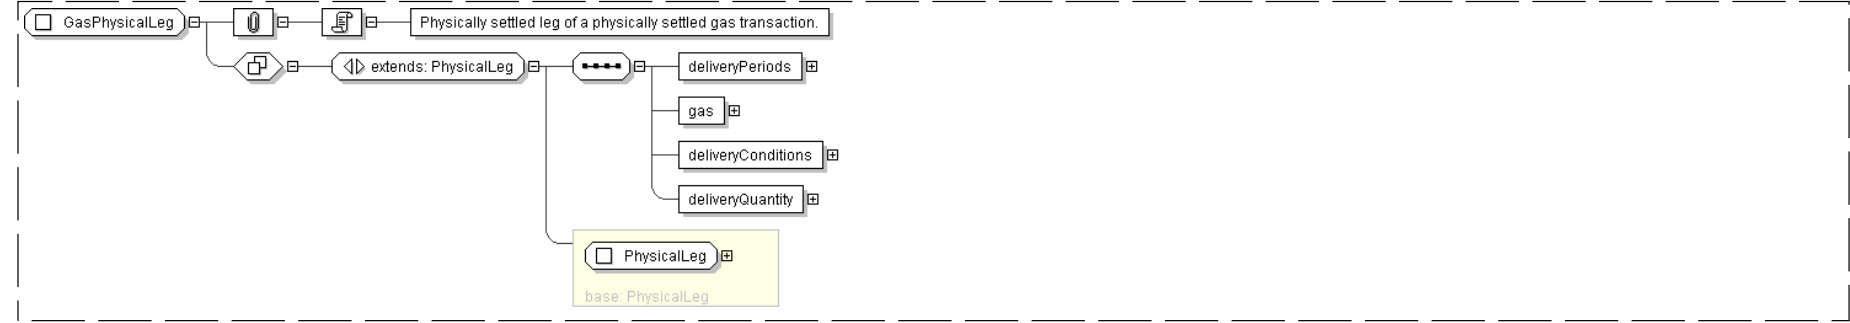 GasPhysicalLeg
Physically settled leg of a physically settled gas transaction.
extends: PhysicalLeg
deliveryPeriods
gas
deliveryConditions
deliveryQuantity
PhysicalLeg
base: PhysicalLeg